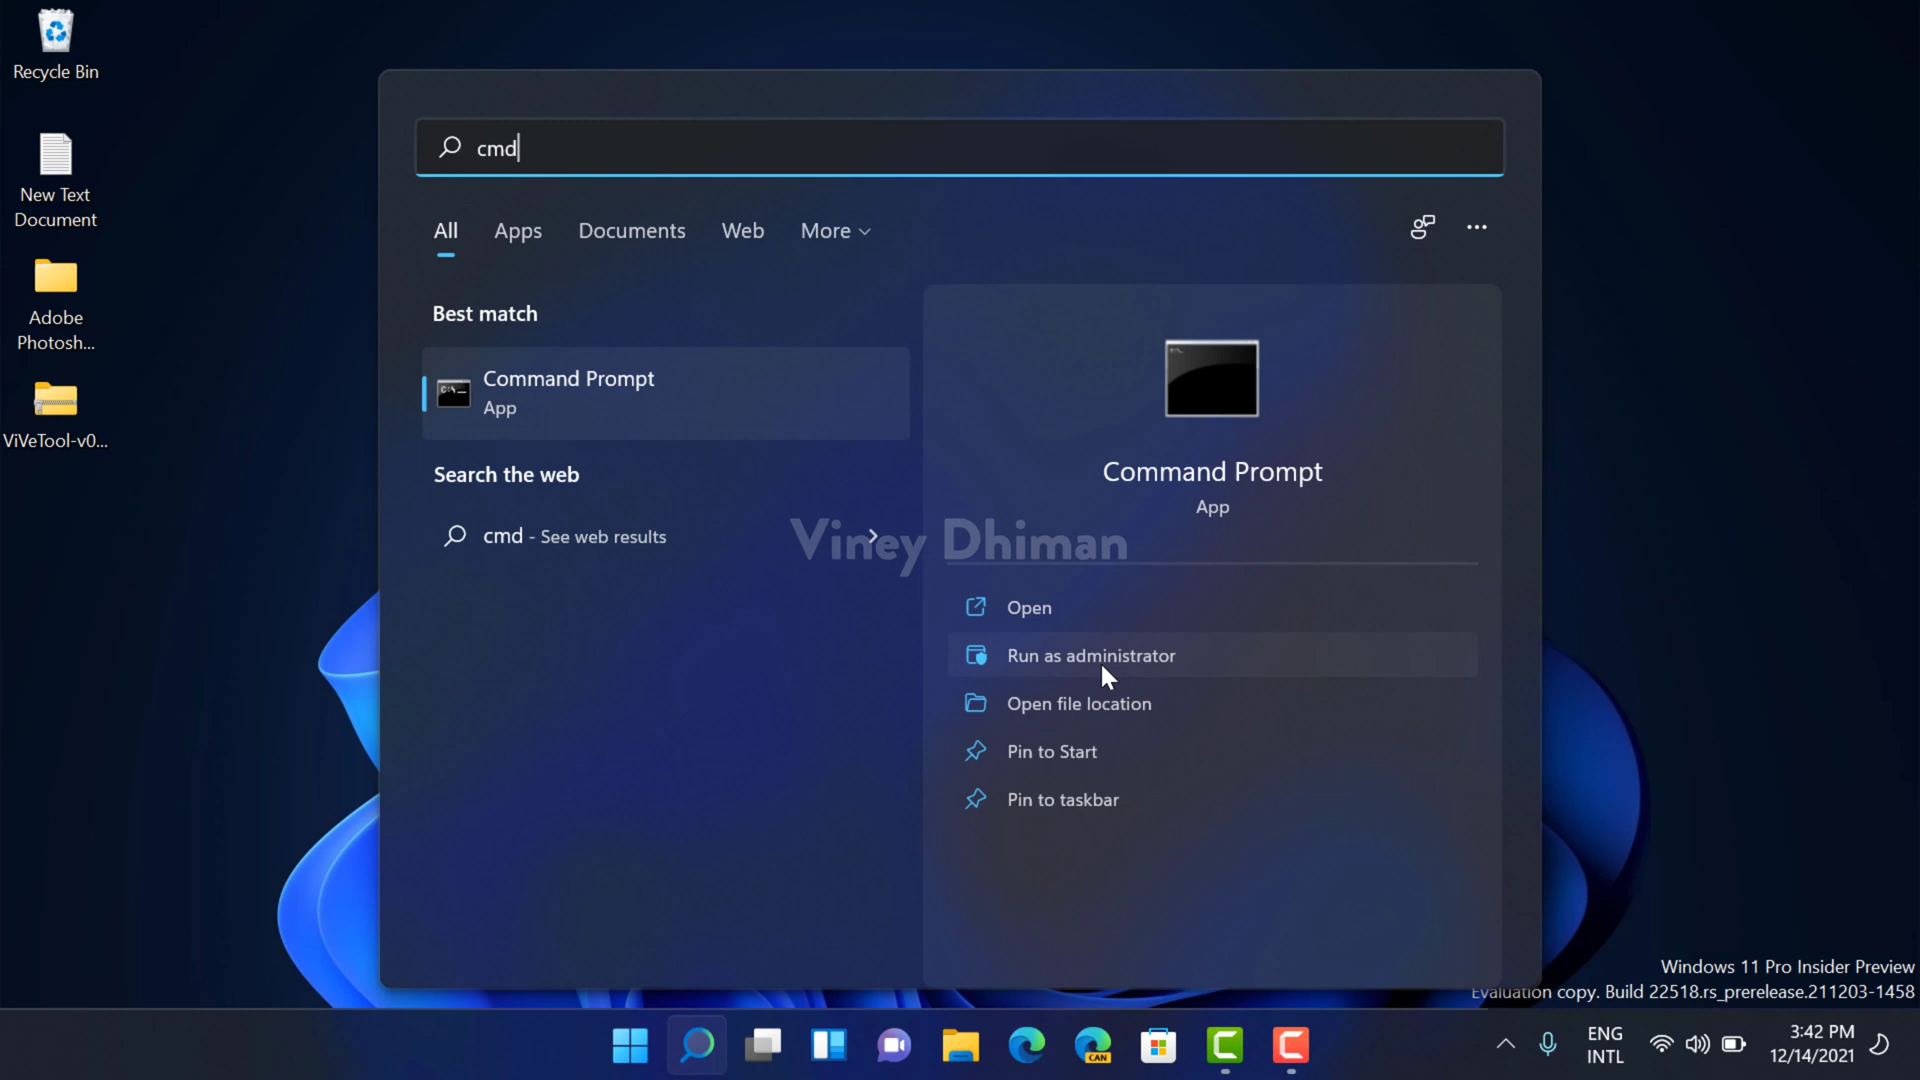 Recycle Bin
New Text
Document
Adobe
Photosh...
ViVeTool-v0...
cmd
All Apps Documents Web More
Best match
Command Prompt
App
Search the web
cmd - See web results
Command Prompt
App
Viney Dhiman
Open
Run as administrator
Open file location
Pin to Start
Pin to taskbar
Windows 11 Pro Insider Preview
Evaluation copy. Build 22518.rs_prerelease.211203-1458
CAN
ENG
INTL
3:42 PM
12/14/2021